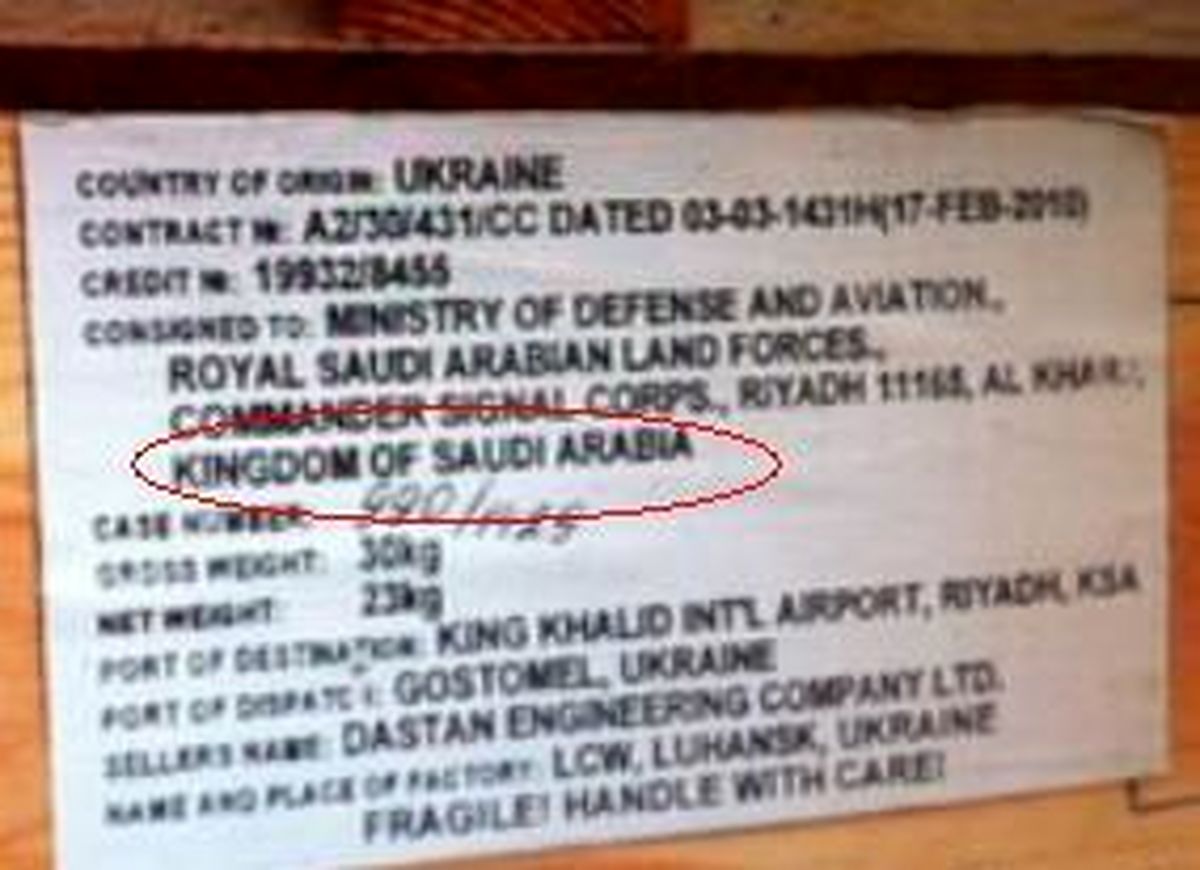 COUNTRY OF ORIGIN: UKRAINE
CONTRACT №: A2/30/431/CC DATED 03-03-1431H(17-FEB-2010)
CREDIT №: 19932/8455
CONSIGNED TO: MINISTRY OF DEFENSE AND AVIATION.,
ROYAL SAUDI ARABIAN LAND FORCES.,
COMMANDER SIGNAL CORPS., RIYADH 11165, AL KHARJ,
KINGDOM OF SAUDI ARABIA
CASE NUMBER:
GROSS WEIGHT: 30kg
NET WEIGHT: 23kg
PORT OF DESTINATION: KING KHALID INT'L AIRPORT, RIYADH, KSA
PORT OF DISPATCH: GOSTOMEL, UKRAINE
SELLERS NAME: DASTAN ENGINEERING COMPANY LTD.
NAME AND PLACE OF FACTORY: LCW, LUHANSK, UKRAINE
FRAGILE! HANDLE WITH CARE!